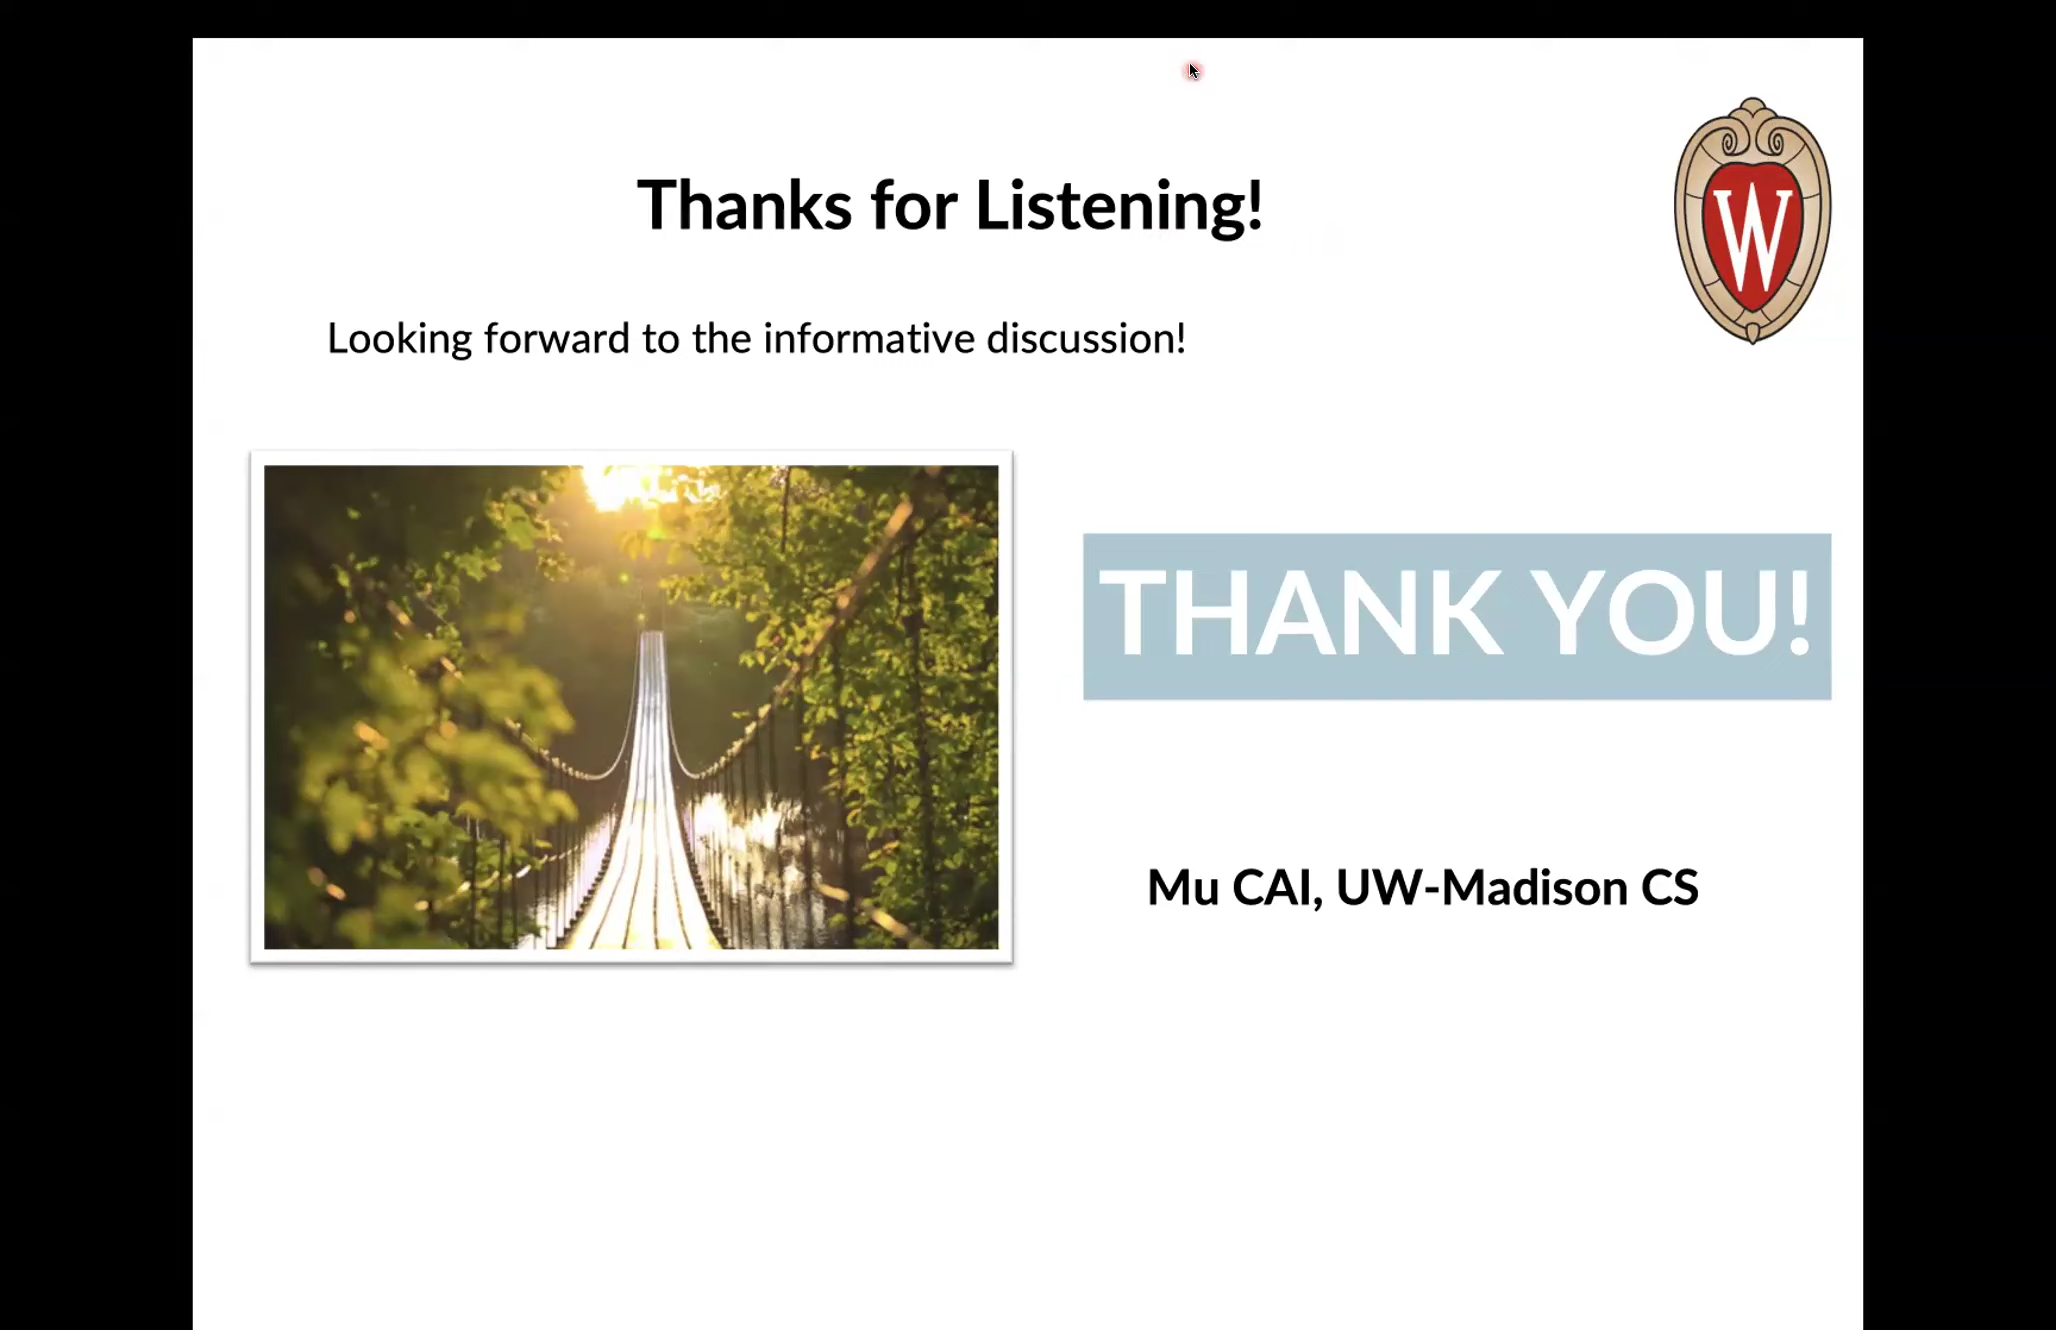 Thanks for Listening!
W
Looking forward to the informative discussion!
THANK YOU!
Mu CAI, UW-Madison CS